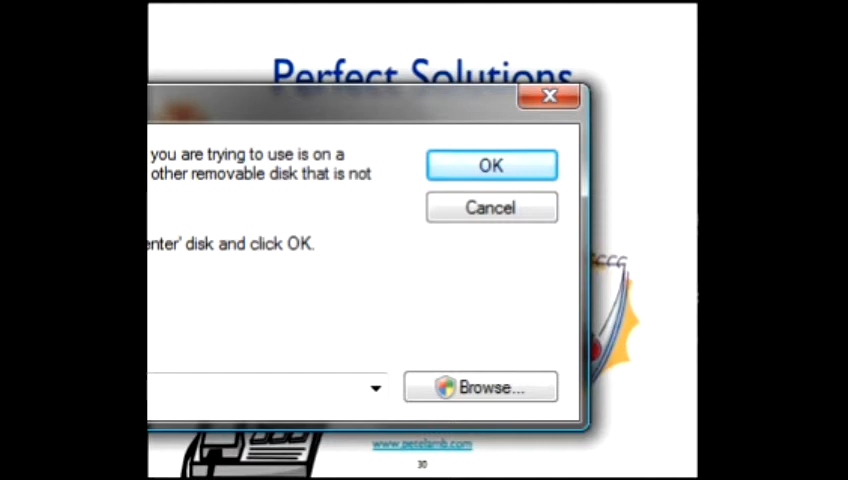 Perfect Solutions
you are trying to use is on a
other removable disk that is not
OK
Cancel
enter' disk and click OK.
Browse...
www.petelamb.com
30